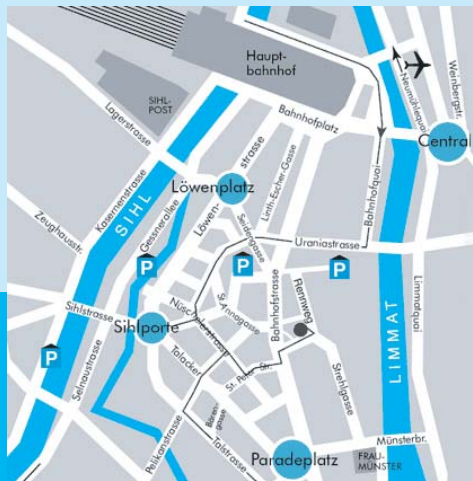 Haupt-
bahnhof
SIHL-
POST
Lagerstrasse
Bahnhofplatz
Neumühlequai
Weinbergstr.
Central
Kasernenstrasse
SIHL
Gessnerallee
Löwenplatz
Löwen-
strasse
Linth-Escher-Gasse
Seidengasse
Bahnhofquai
Zeughausstr.
Uraniastrasse
P
P
P
P
Sihlstrasse
Sihlporte
Nüschelerstrasse
St. Annagasse
Bahnhofstrasse
Rennweg
Limmatquai
LIMMAT
Selnaustrasse
Talacker
St. Peter Str.
Strehlgasse
Bären-
gasse
Pelikanstrasse
Talstrasse
Paradeplatz
Münsterbr.
FRAU-
MÜNSTER